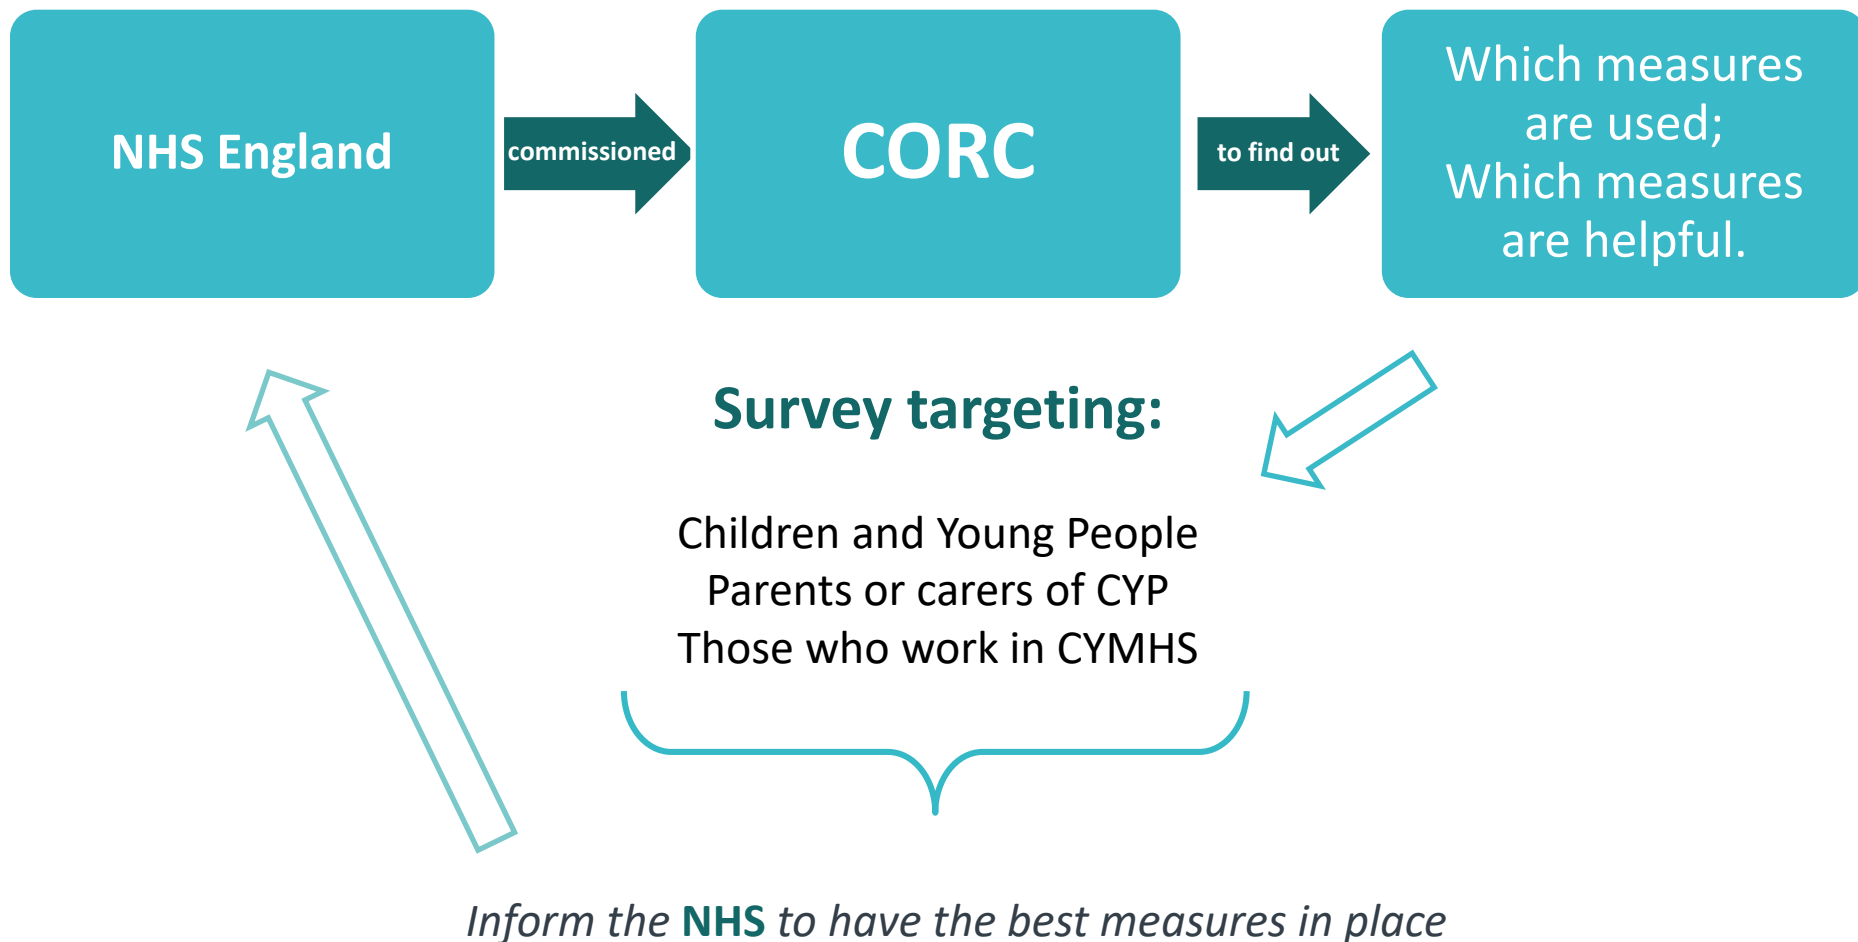 NHS England
commissioned
CORC
to find out
Which measures
are used;
Which measures
are helpful.
Survey targeting:
Children and Young People
Parents or carers of CYP
Those who work in CYMHS
Inform the NHS to have the best measures in place